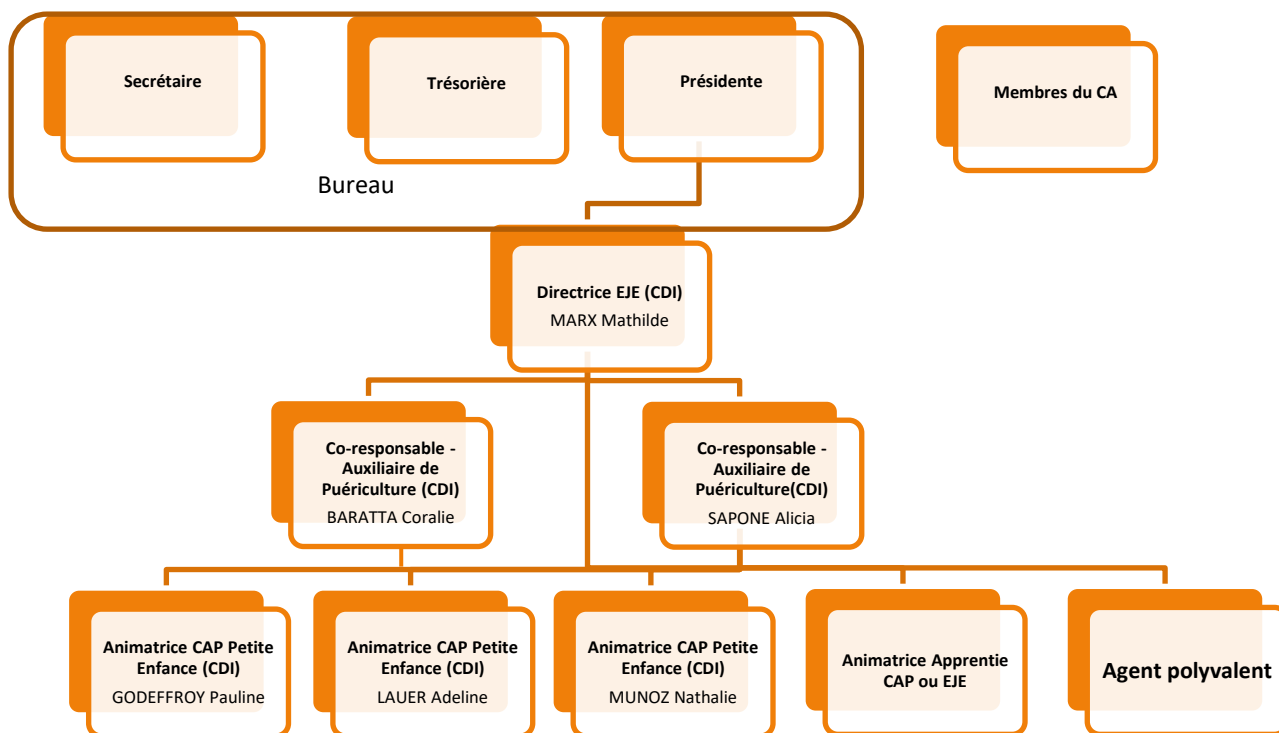 Secrétaire
Trésorière
Présidente
Membres du CA
Bureau
Directrice EJE (CDI)
MARX Mathilde
Co-responsable -
Auxiliaire de
Puériculture (CDI)
BARATTA Coralie
Co-responsable -
Auxiliaire de
Puériculture(CDI)
SAPONE Alicia
Animatrice CAP Petite
Enfance (CDI)
GODEFFROY Pauline
Animatrice CAP Petite
Enfance (CDI)
LAUER Adeline
Animatrice CAP Petite
Enfance (CDI)
MUNOZ Nathalie
Animatrice Apprentie
CAP ou EJE
Agent polyvalent